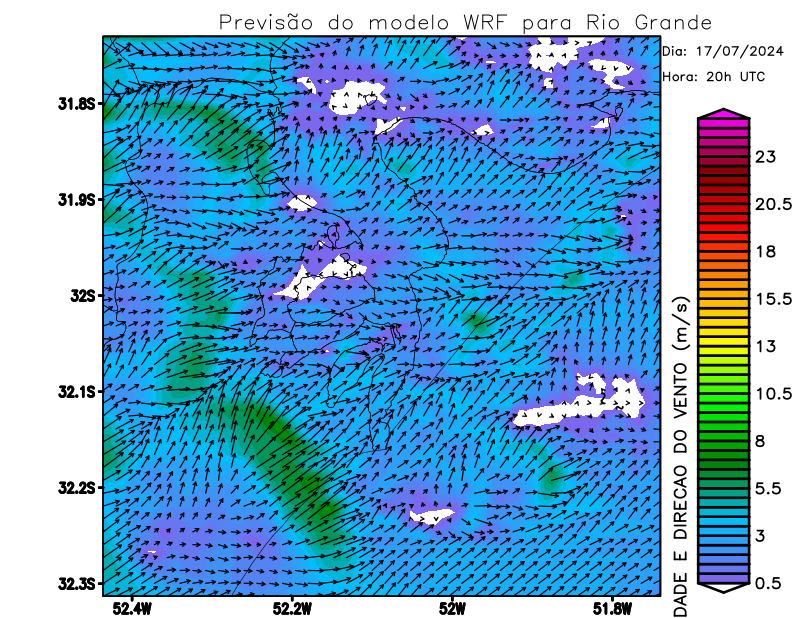 Previsão do modelo WRF para Rio Grande
Dia: 17/07/2024
Hora: 20h UTC
31.8S
31.9S
32S
32.1S
32.2S
32.3S
52.4W
52.2W
52W
51.8W
23
20.5
18
15.5
13
10.5
8
5.5
3
0.5
DADE E DIRECAO DO VENTO (m/s)